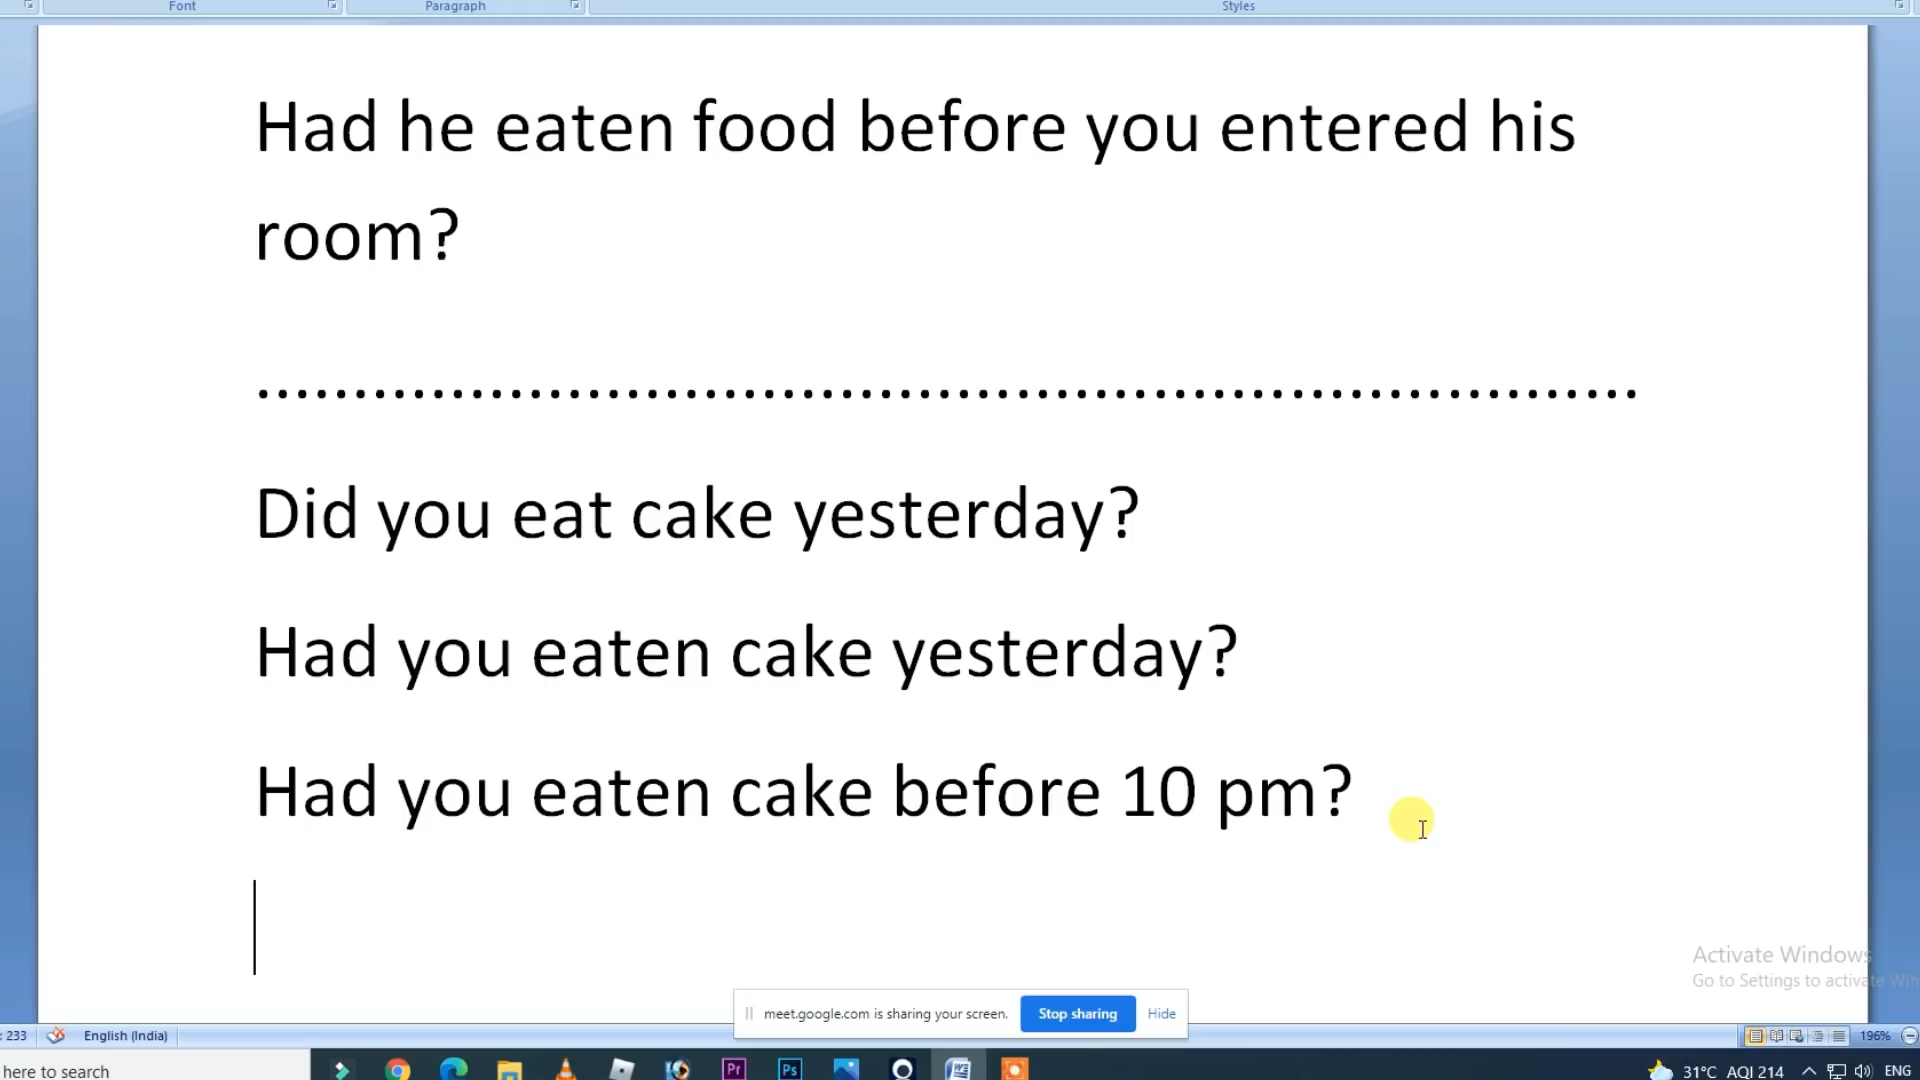 Font Paragraph Styles
Had he eaten food before you entered his
room?
......................................................................
Did you eat cake yesterday?
Had you eaten cake yesterday?
Had you eaten cake before 10 pm?
Activate Windows
Go to Settings to activate Win
meet.google.com is sharing your screen. Stop sharing Hide
: 233 English (India) 196%
here to search Pr Ps 31°C AQI 214 ENG